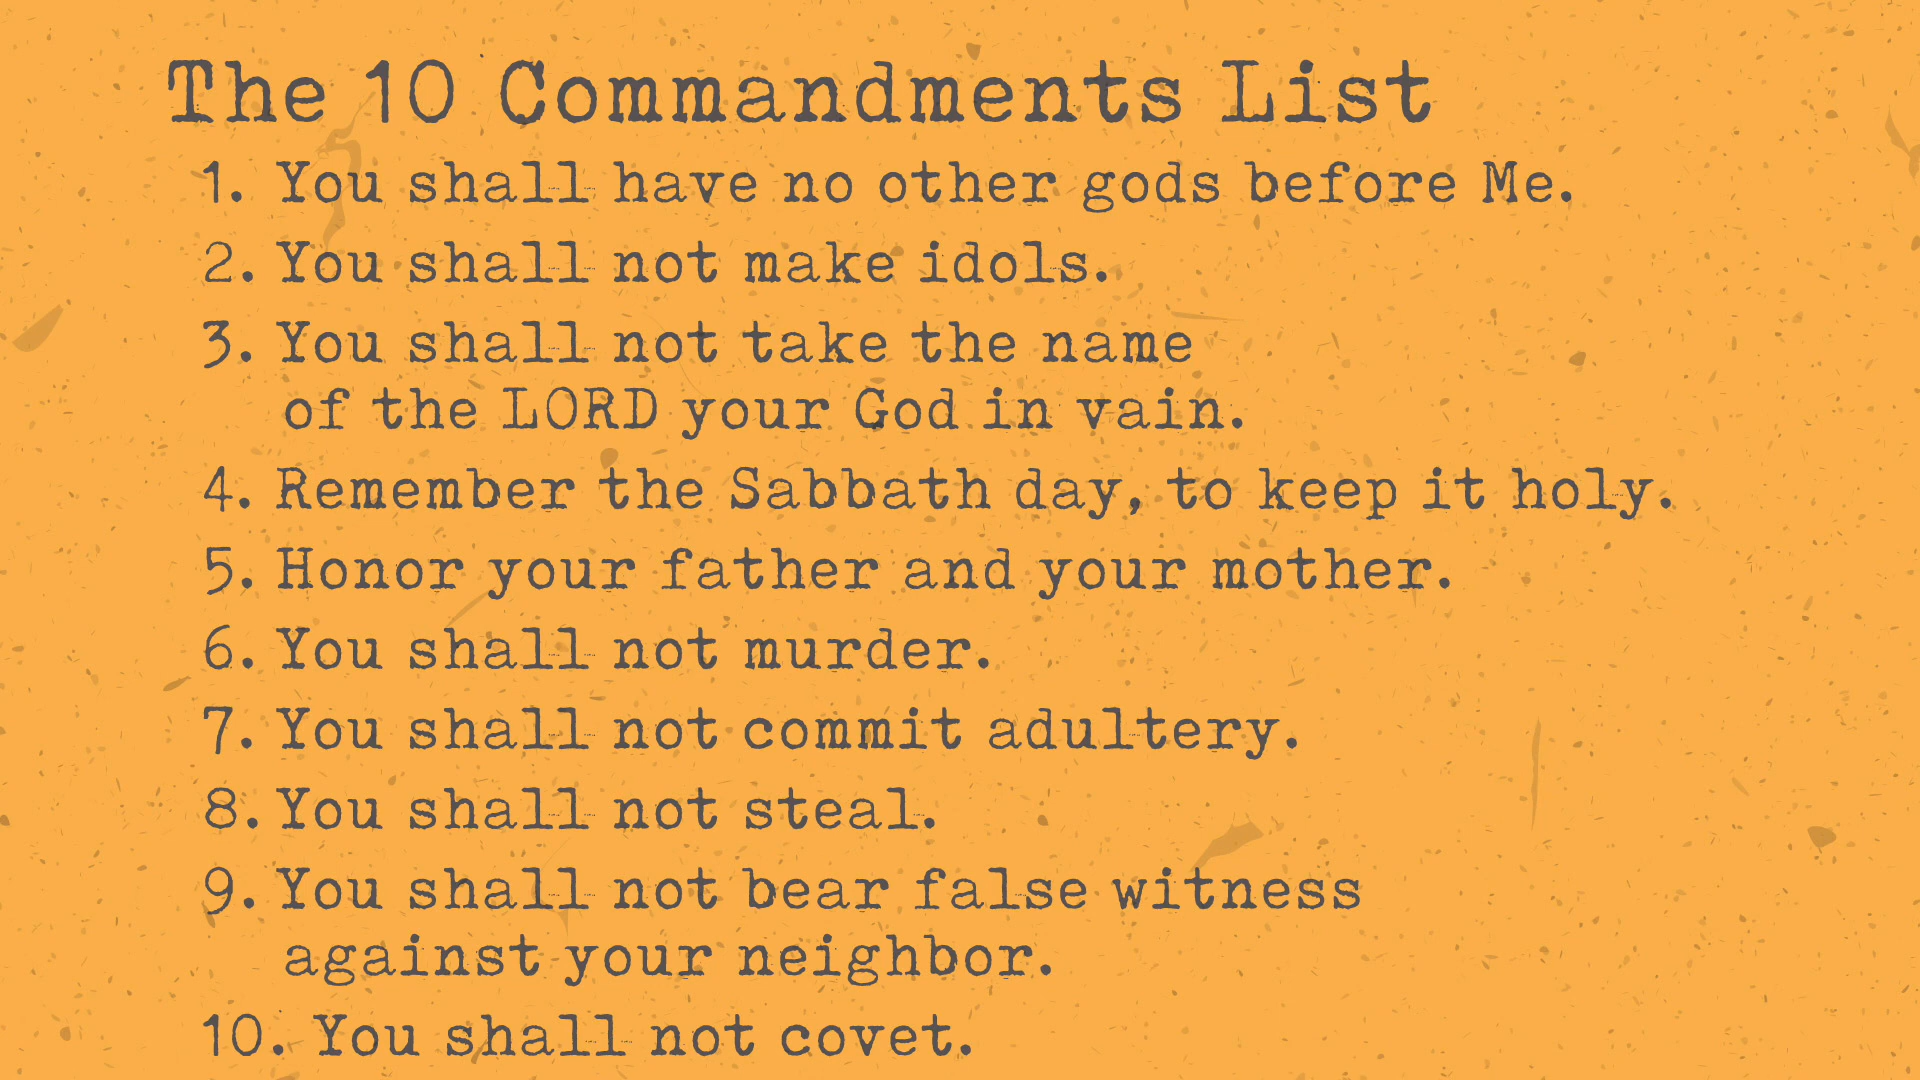 The 10 Commandments List
1. You shall have no other gods before Me.
2. You shall not make idols.
3. You shall not take the name
of the LORD your God in vain.
4. Remember the Sabbath day, to keep it holy.
5. Honor your father and your mother.
6. You shall not murder.
7. You shall not commit adultery.
8. You shall not steal.
9. You shall not bear false witness
against your neighbor.
10. You shall not covet.